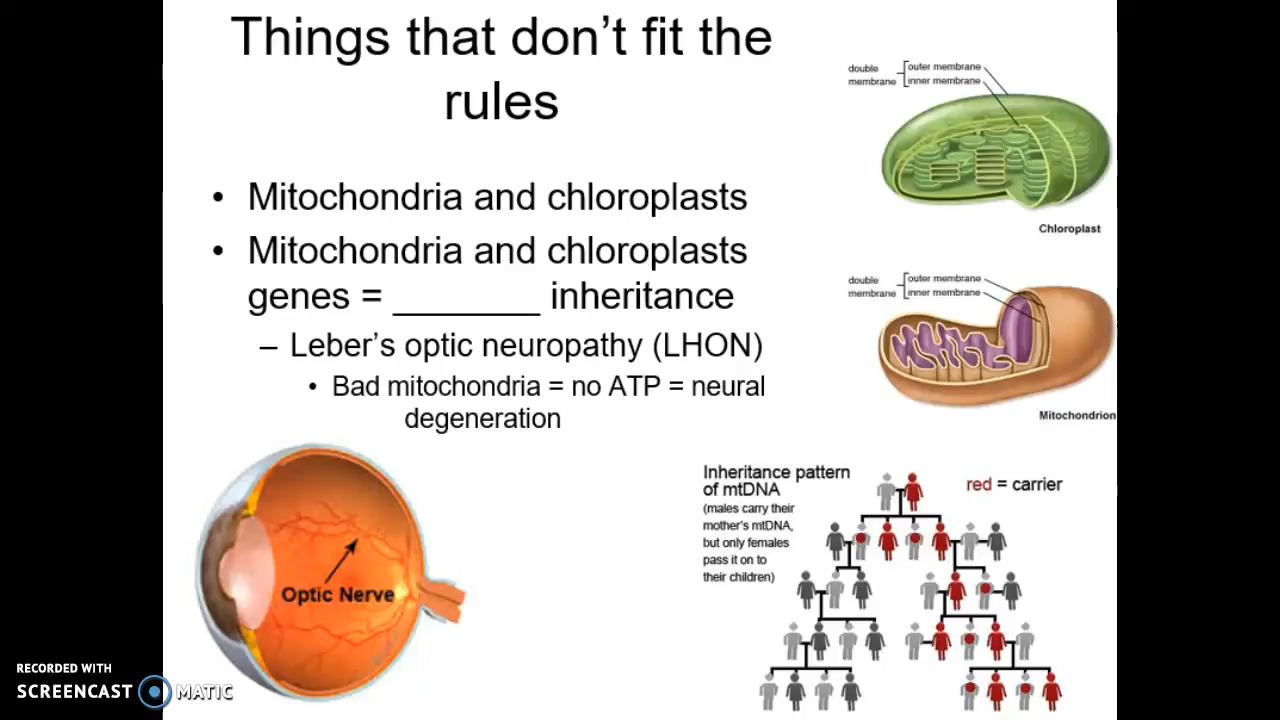 Things that don't fit the
rules
• Mitochondria and chloroplasts
• Mitochondria and chloroplasts
genes = _______ inheritance
– Leber's optic neuropathy (LHON)
• Bad mitochondria = no ATP = neural
degeneration
double
membrane
outer membrane
inner membrane
Chloroplast
double
membrane
outer membrane
inner membrane
Mitochondrion
Optic Nerve
Inheritance pattern
of mtDNA
(males carry their
mother's mtDNA,
but only females
pass it on to
their children)
red = carrier
RECORDED WITH
SCREENCAST MATIC